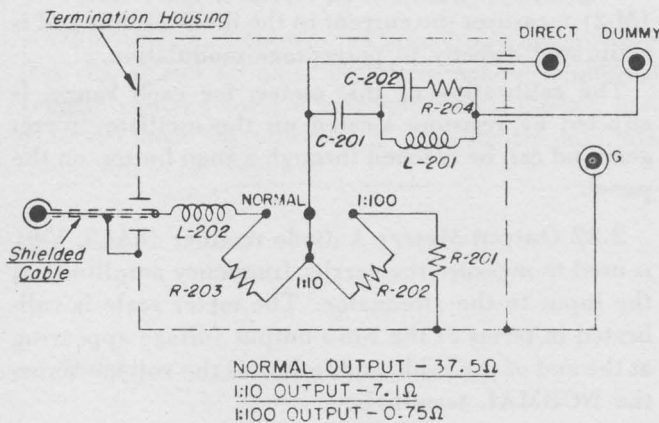 Termination Housing
DIRECT
DUMMY
C-202
R-204
C-201
L-201
G
NORMAL
1:100
L-202
Shielded
Cable
R-203
1:10
R-202
R-201
NORMAL OUTPUT - 37.5Ω
1:10 OUTPUT - 7.1Ω
1:100 OUTPUT - 0.75Ω